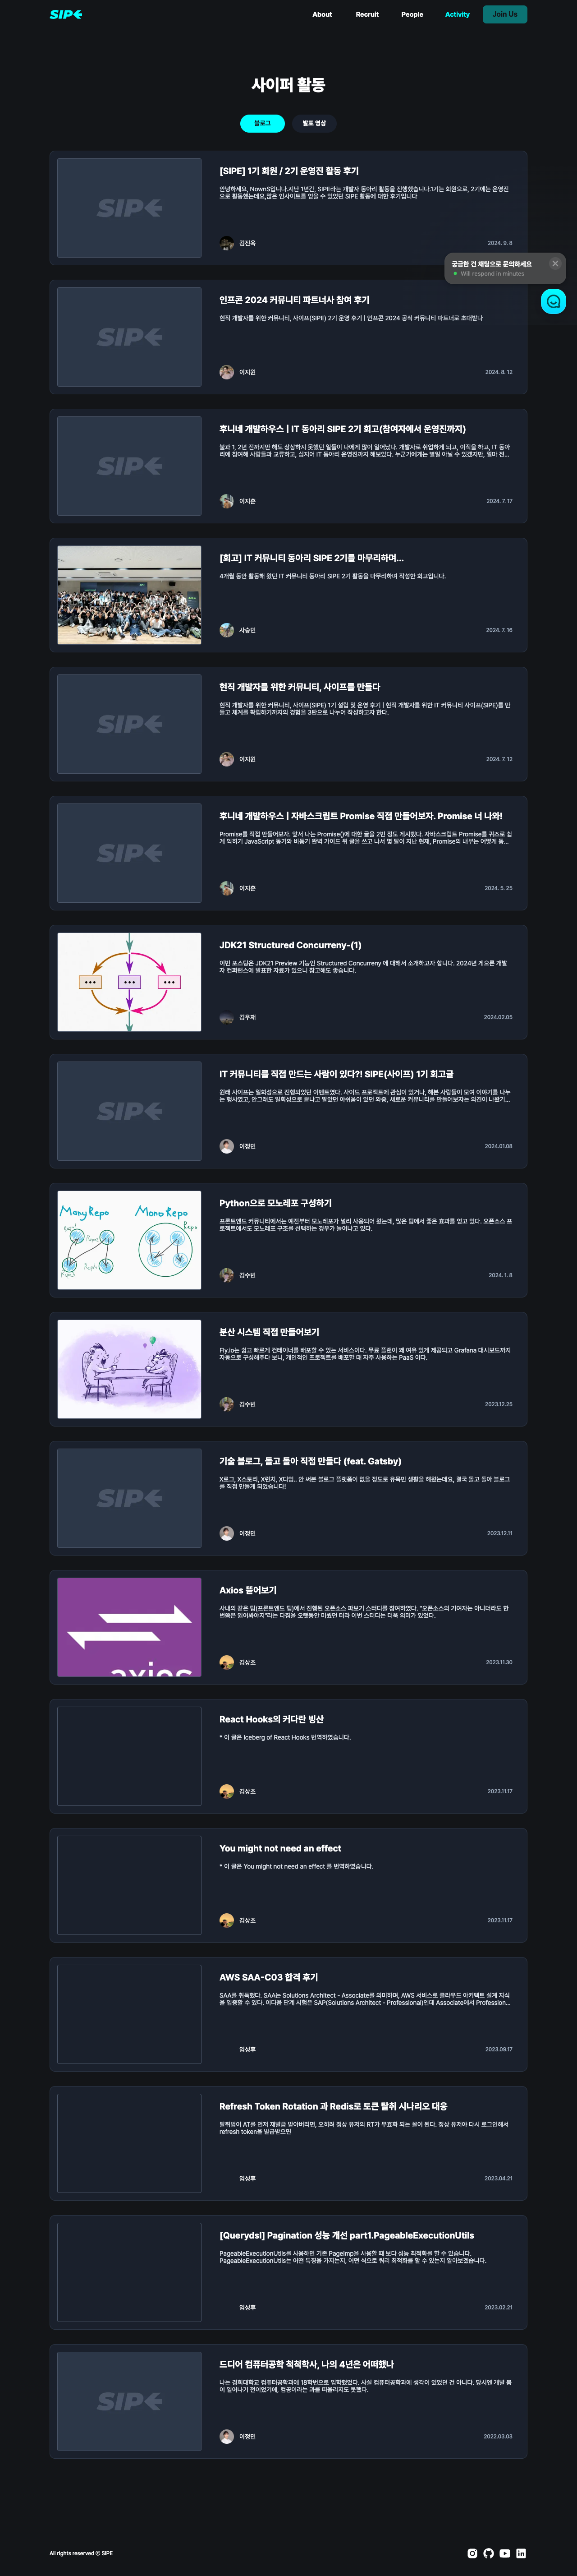 SIPE
About Recruit People Activity Join Us
사이퍼 활동
블로그 발표 영상
SIPE
[SIPE] 1기 회원 / 2기 운영진 활동 후기
안녕하세요, NownS입니다.지난 1년간, SIPE라는 개발자 동아리 활동을 진행했습니다.1기는 회원으로, 2기에는 운영진
으로 활동했는데요,많은 인사이트를 얻을 수 있었던 SIPE 활동에 대한 후기입니다
김진욱
2024. 9. 8
궁금한 건 채팅으로 문의하세요
Will respond in minutes
SIPE
인프콘 2024 커뮤니티 파트너사 참여 후기
현직 개발자를 위한 커뮤니티, 사이프(SIPE) 2기 운영 후기 | 인프콘 2024 공식 커뮤니티 파트너로 초대받다
이지원
2024. 8. 12
SIPE
후니네 개발하우스 | IT 동아리 SIPE 2기 회고(참여자에서 운영진까지)
불과 1, 2년 전까지만 해도 상상하지 못했던 일들이 나에게 많이 일어났다. 개발자로 취업하게 되고, 이직을 하고, IT 동아
리에 참여해 사람들과 교류하고, 심지어 IT 동아리 운영진까지 해보았다. 누군가에게는 별일 아닐 수 있겠지만, 얼마 전...
이지훈
2024. 7. 17
[회고] IT 커뮤니티 동아리 SIPE 2기를 마무리하며...
4개월 동안 활동해 왔던 IT 커뮤니티 동아리 SIPE 2기 활동을 마무리하며 작성한 회고입니다.
사승민
2024. 7. 16
SIPE
현직 개발자를 위한 커뮤니티, 사이프를 만들다
현직 개발자를 위한 커뮤니티, 사이프(SIPE) 1기 설립 및 운영 후기 | 현직 개발자를 위한 IT 커뮤니티 사이프(SIPE)를 만
들고 체계를 확립하기까지의 경험을 3탄으로 나누어 작성하고자 한다.
이지원
2024. 7. 12
SIPE
후니네 개발하우스 | 자바스크립트 Promise 직접 만들어보자. Promise 너 나와!
Promise를 직접 만들어보자. 앞서 나는 Promise()에 대한 글을 2번 정도 게시했다. 자바스크립트 Promise를 퀴즈로 쉽
게 익히기 JavaScript 동기와 비동기 완벽 가이드 위 글을 쓰고 나서 몇 달이 지난 현재, Promise의 내부는 어떻게 동...
이지훈
2024. 5. 25
JDK21 Structured Concurreny-(1)
이번 포스팅은 JDK21 Preview 기능인 Structured Concurreny 에 대해서 소개하고자 합니다. 2024년 게으른 개발
자 컨퍼런스에 발표한 자료가 있으니 참고해도 좋습니다.
김우재
2024.02.05
SIPE
IT 커뮤니티를 직접 만드는 사람이 있다?! SIPE(사이프) 1기 회고글
원래 사이프는 일회성으로 진행되었던 이벤트였다. 사이드 프로젝트에 관심이 있거나, 해본 사람들이 모여 이야기를 나누
는 행사였고, 안그래도 일회성으로 끝나고 말았던 아쉬움이 있던 와중, 새로운 커뮤니티를 만들어보자는 의견이 나왔기...
이정민
2024.01.08
Many Repo Mono Repo
Python으로 모노레포 구성하기
프론트엔드 커뮤니티에서는 예전부터 모노레포가 널리 사용되어 왔는데, 많은 팀에서 좋은 효과를 얻고 있다. 오픈소스 프
로젝트에서도 모노레포 구조를 선택하는 경우가 늘어나고 있다.
김수빈
2024. 1. 8
분산 시스템 직접 만들어보기
Fly.io는 쉽고 빠르게 컨테이너를 배포할 수 있는 서비스이다. 무료 플랜이 꽤 여유 있게 제공되고 Grafana 대시보드까지
자동으로 구성해주다 보니, 개인적인 프로젝트를 배포할 때 자주 사용하는 PaaS 이다.
김수빈
2023.12.25
SIPE
기술 블로그, 돌고 돌아 직접 만들다 (feat. Gatsby)
X로그, X스토리, X먼치, X디엄.. 안 써본 블로그 플랫폼이 없을 정도로 유목민 생활을 해왔는데요, 결국 돌고 돌아 블로그
를 직접 만들게 되었습니다!
이정민
2023.12.11
axios
Axios 뜯어보기
사내의 같은 팀(프론트엔드 팀)에서 진행된 오픈소스 파보기 스터디를 참여하였다. "오픈소스의 기여자는 아니더라도 한
번쯤은 읽어봐야지"라는 다짐을 오랫동안 미뤘던 터라 이번 스터디는 더욱 의미가 있었다.
김상조
2023.11.30
React Hooks의 커다란 빙산
* 이 글은 Iceberg of React Hooks 번역하였습니다.
김상조
2023.11.17
You might not need an effect
* 이 글은 You might not need an effect 를 번역하였습니다.
김상조
2023.11.17
AWS SAA-C03 합격 후기
SAA를 취득했다. SAA는 Solutions Architect - Associate를 의미하며, AWS 서비스로 클라우드 아키텍트 설계 지식
을 입증할 수 있다. 이다음 단계 시험은 SAP(Solutions Architect - Professional)인데 Associate에서 Profession...
임성후
2023.09.17
Refresh Token Rotation 과 Redis로 토큰 탈취 시나리오 대응
탈취범이 AT를 먼저 재발급 받아버리면, 오히려 정상 유저의 RT가 무효화 되는 꼴이 된다. 정상 유저야 다시 로그인해서
refresh token을 발급받으면
임성후
2023.04.21
[Querydsl] Pagination 성능 개선 part1.PageableExecutionUtils
PageableExecutionUtils를 사용하면 기존 PageImp을 사용할 때 보다 성능 최적화를 할 수 있습니다.
PageableExecutionUtils는 어떤 특징을 가지는지, 어떤 식으로 쿼리 최적화를 할 수 있는지 알아보겠습니다.
임성후
2023.02.21
SIPE
드디어 컴퓨터공학 척척학사, 나의 4년은 어떠했나
나는 경희대학교 컴퓨터공학과에 18학번으로 입학했었다. 사실 컴퓨터공학과에 생각이 있었던 건 아니다. 당시엔 개발 붐
이 일어나기 전이었기에, 컴공이라는 과를 떠올리지도 못했다.
이정민
2022.03.03
All rights reserved ⓒ SIPE